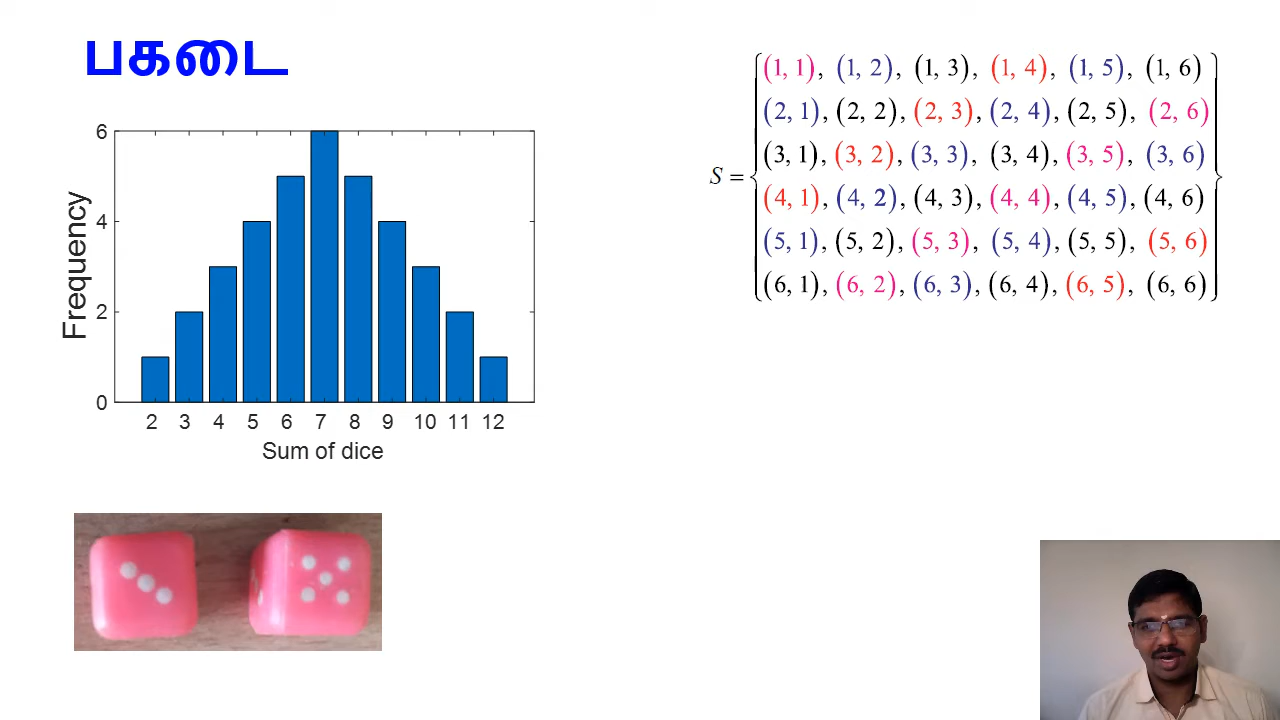 பகடை
6
4
2
0
Frequency
2 3 4 5 6 7 8 9 10 11 12
Sum of dice
(1, 1), (1, 2), (1, 3), (1, 4), (1, 5), (1, 6)
(2, 1), (2, 2), (2, 3), (2, 4), (2, 5), (2, 6)
(3, 1), (3, 2), (3, 3), (3, 4), (3, 5), (3, 6)
S =
(4, 1), (4, 2), (4, 3), (4, 4), (4, 5), (4, 6)
(5, 1), (5, 2), (5, 3), (5, 4), (5, 5), (5, 6)
(6, 1), (6, 2), (6, 3), (6, 4), (6, 5), (6, 6)